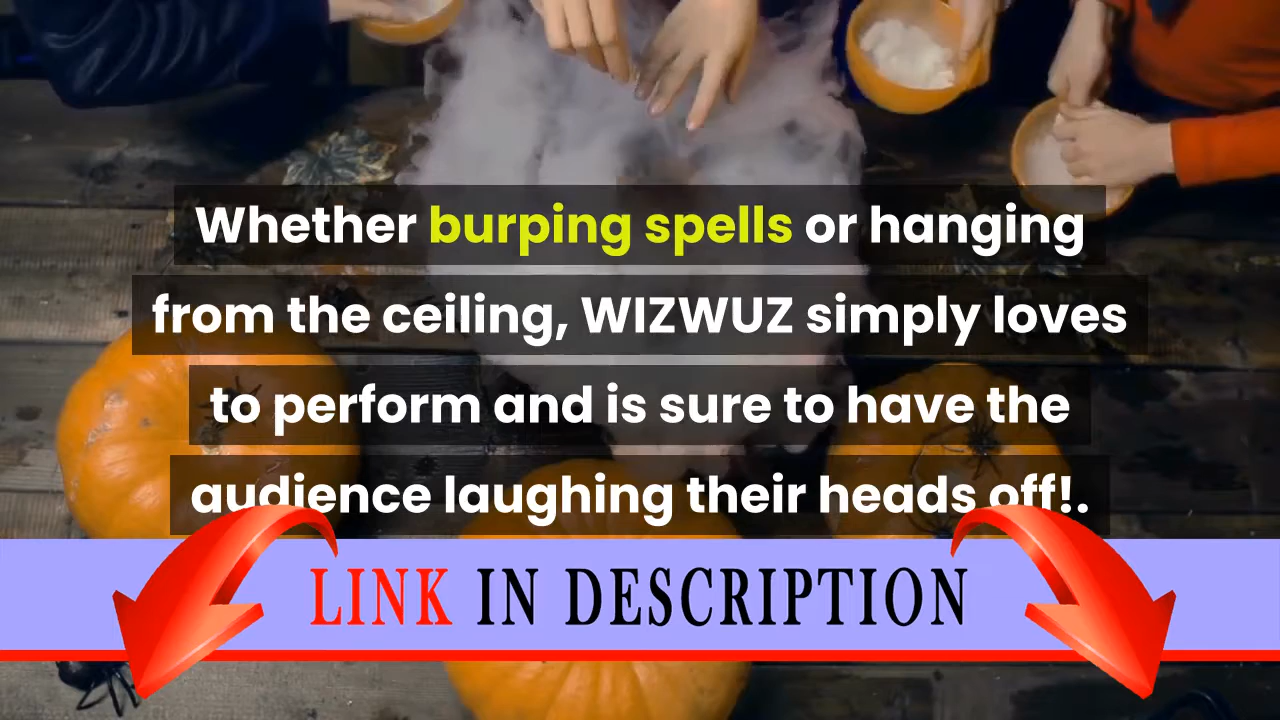 Whether burping spells or hanging
from the ceiling, WIZWUZ simply loves
to perform and is sure to have the
audience laughing their heads off!.
LINK IN DESCRIPTION